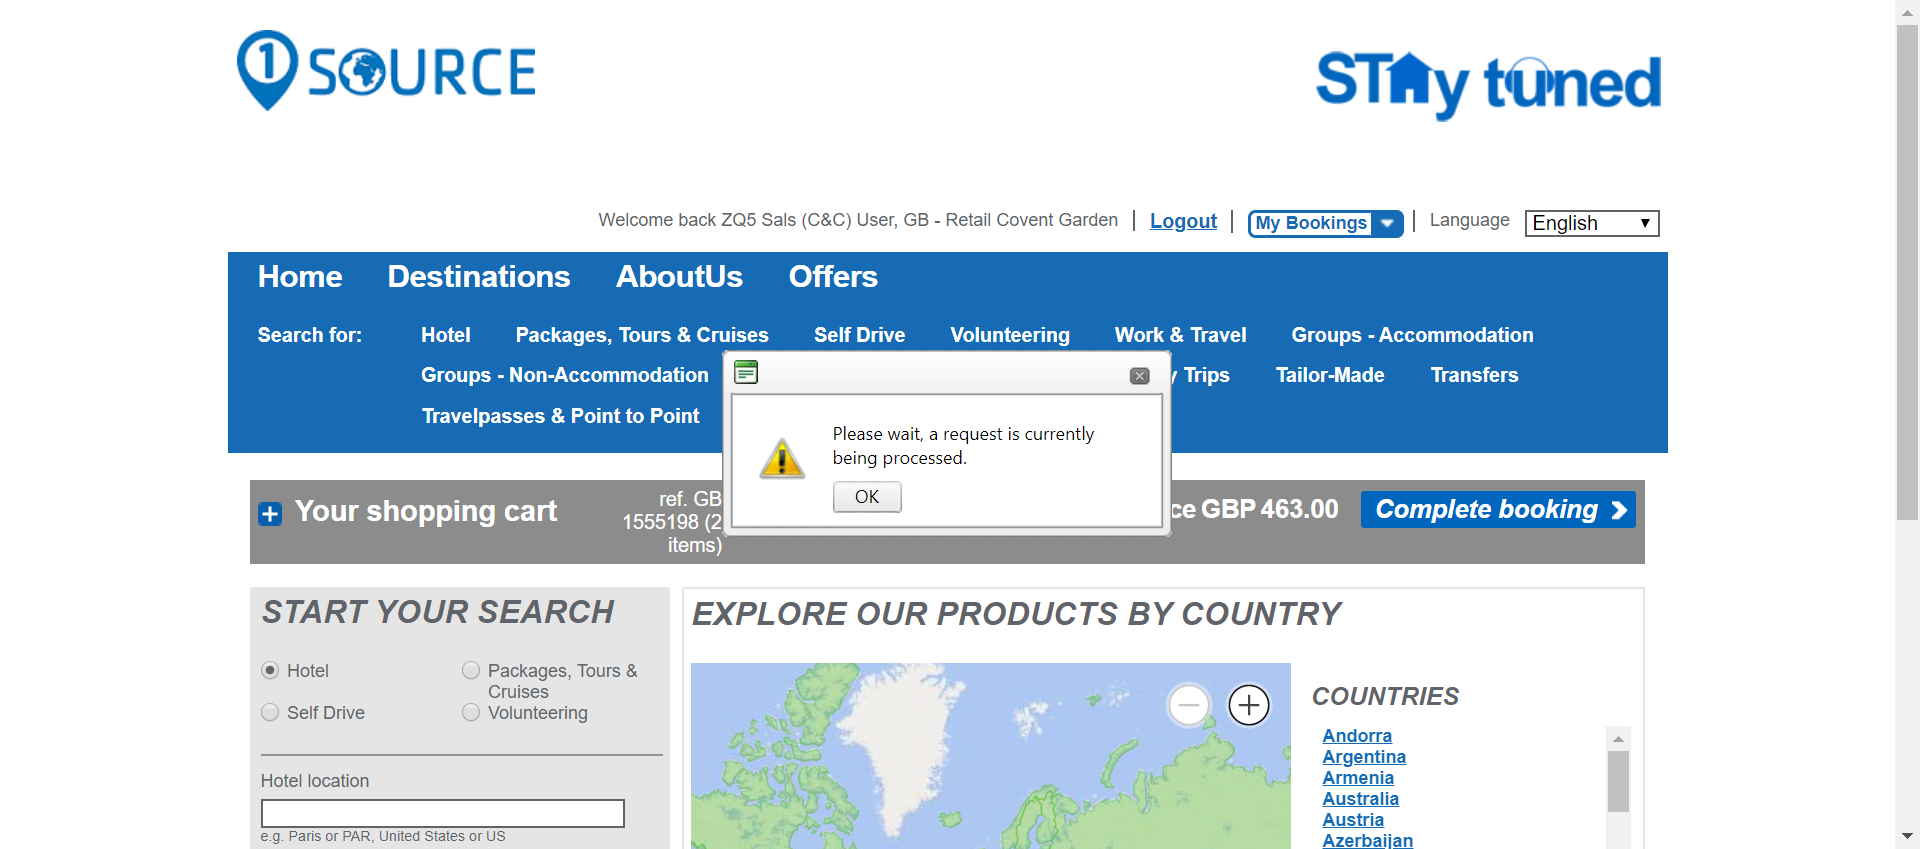 1 SOURCE
STAy tuned
Welcome back ZQ5 Sals (C&C) User, GB - Retail Covent Garden
Logout
My Bookings
Language
English
Home Destinations AboutUs Offers
Search for: Hotel Packages, Tours & Cruises Self Drive Volunteering Work & Travel Groups - Accommodation
Groups - Non-Accommodation Trips Tailor-Made Transfers
Travelpasses & Point to Point
Please wait, a request is currently
being processed.
OK
Your shopping cart
ref. GB
1555198 (2
items)
ce GBP 463.00
Complete booking
START YOUR SEARCH
Hotel
Packages, Tours &
Cruises
Self Drive
Volunteering
Hotel location
e.g. Paris or PAR, United States or US
EXPLORE OUR PRODUCTS BY COUNTRY
COUNTRIES
Andorra
Argentina
Armenia
Australia
Austria
Azerbaijan